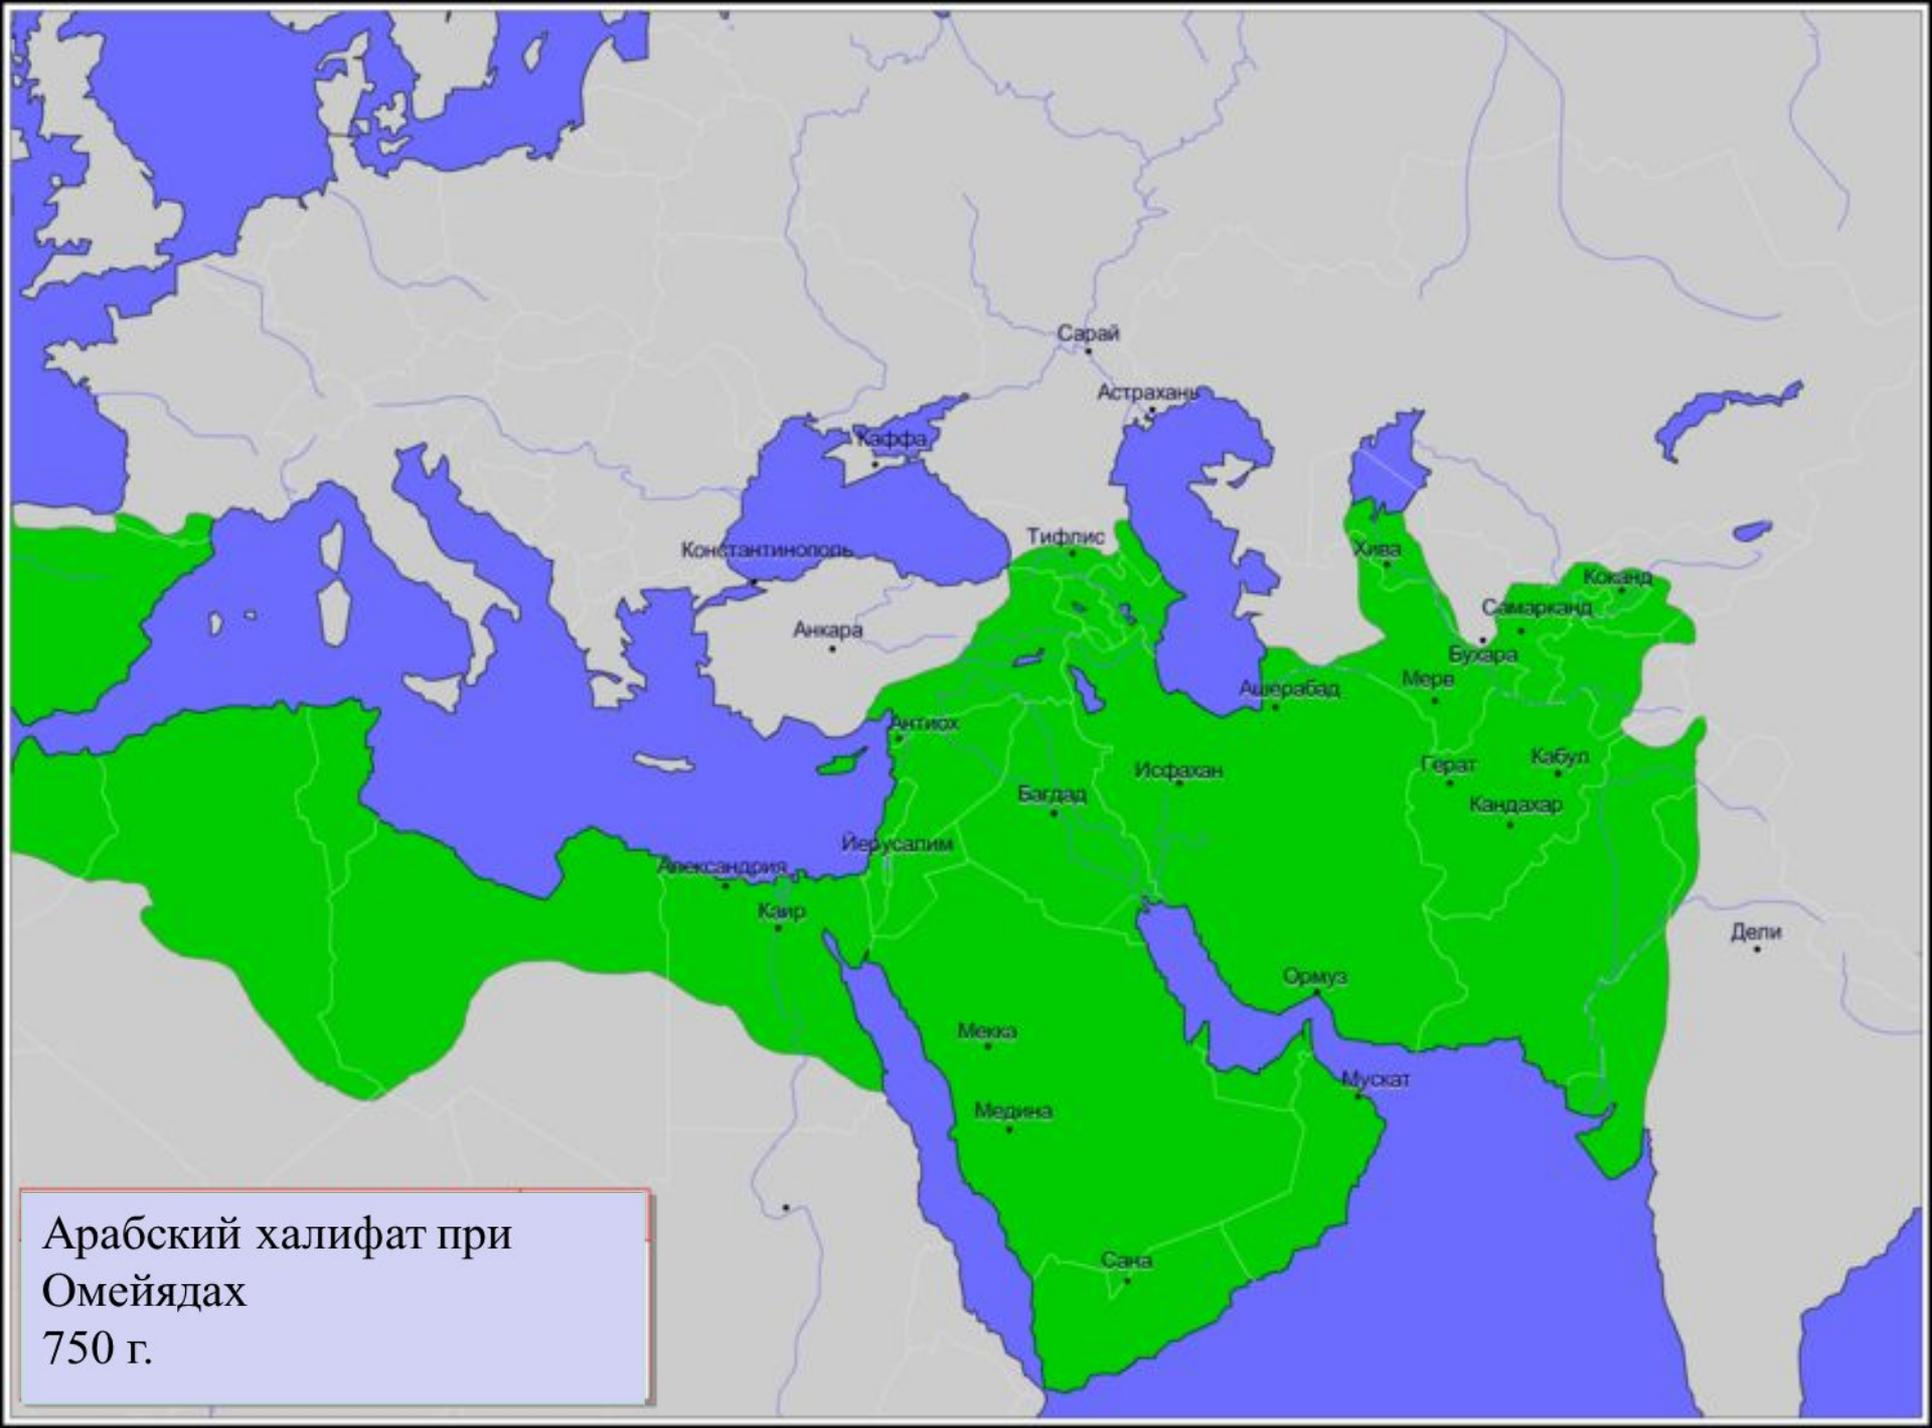 Сарай
Астрахань
Каффа
Константинополь
Тифлис
Хива
Коканд
Самарканд
Анкара
Бухара
Мерв
Ашерабад
Антиох
Исфахан
Герат
Кабул
Багдад
Кандахар
Йерусалим
Александрия
Каир
Дели
Ормуз
Мекка
Мускат
Медина
Сана
Арабский халифат при
Омейядах
750 г.